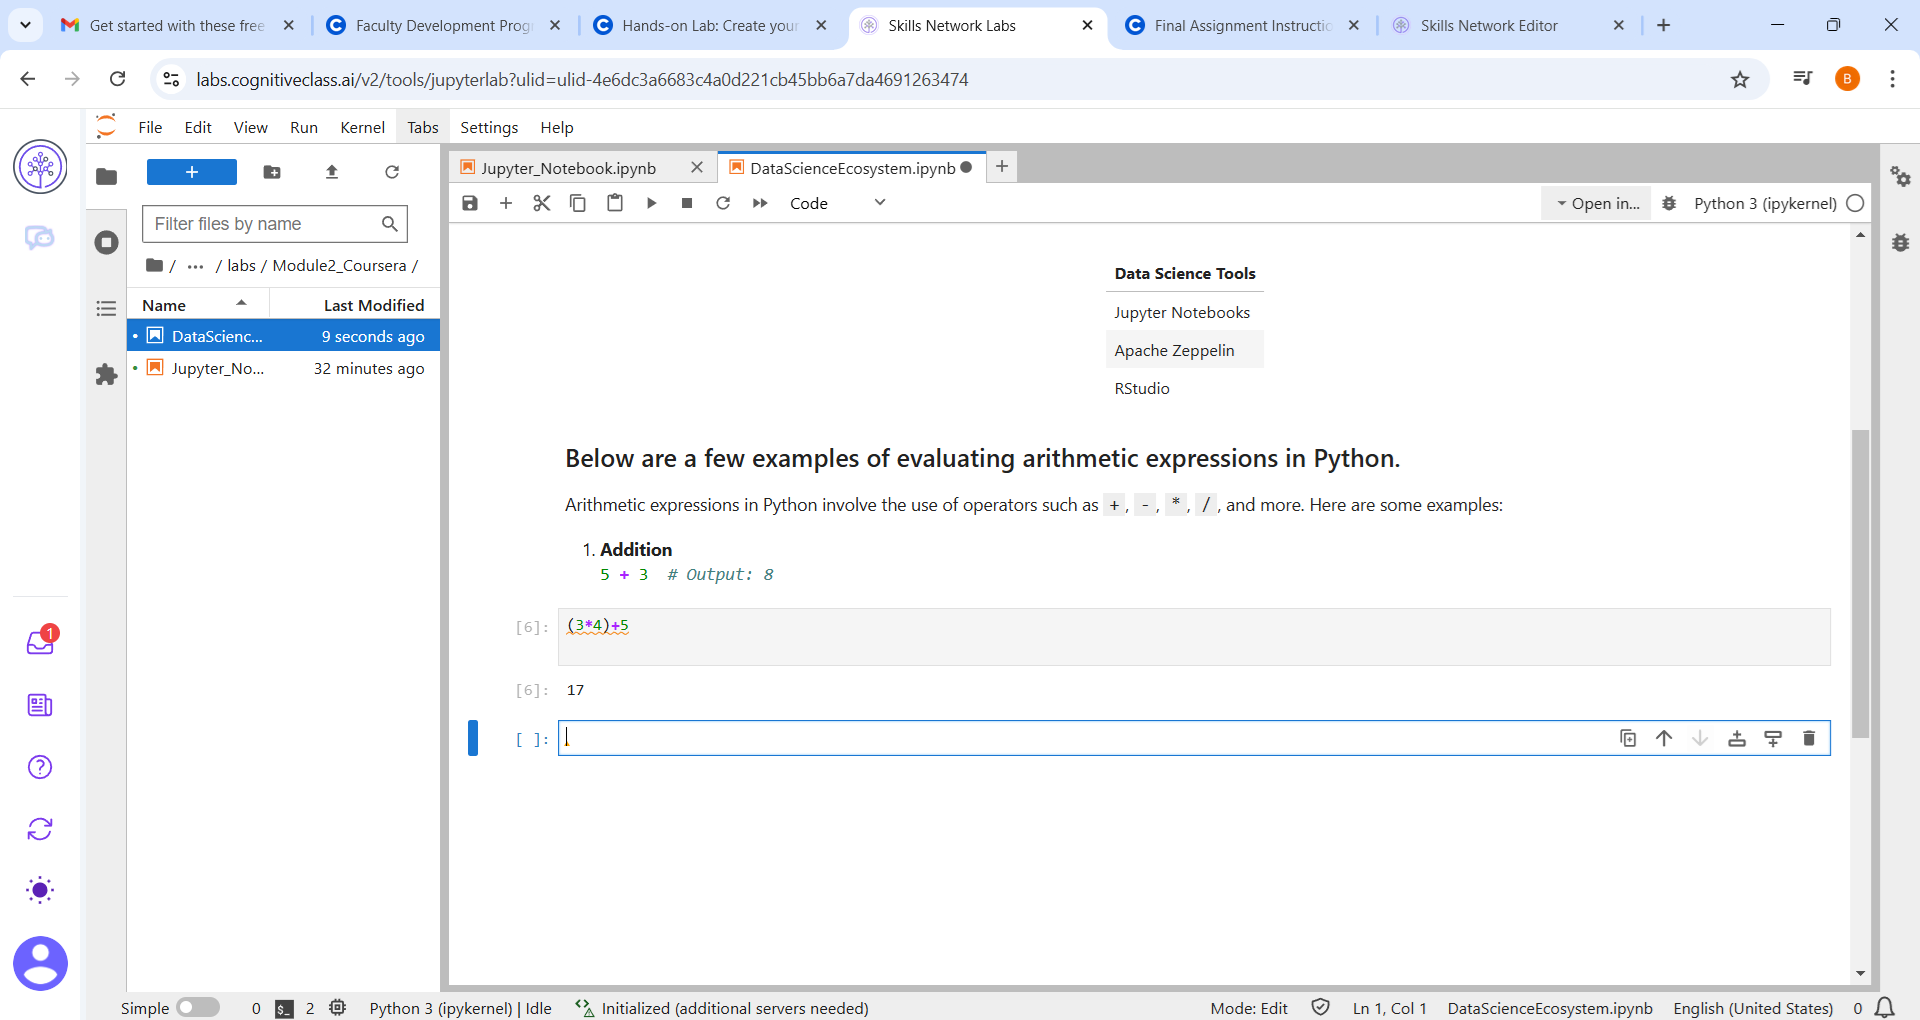 Get started with these free
Faculty Development Prog
Hands-on Lab: Create your
Skills Network Labs
Final Assignment Instructio
Skills Network Editor
labs.cognitiveclass.ai/v2/tools/jupyterlab?ulid=ulid-4e6dc3a6683c4a0d221cb45bb6a7da4691263474
B
File Edit View Run Kernel Tabs Settings Help
Jupyter_Notebook.ipynb
DataScienceEcosystem.ipynb
Code
Open in...
Python 3 (ipykernel)
Filter files by name
/ ... / labs / Module2_Coursera /
Name Last Modified
DataScienc... 9 seconds ago
Jupyter_No... 32 minutes ago
Data Science Tools
Jupyter Notebooks
Apache Zeppelin
RStudio
Below are a few examples of evaluating arithmetic expressions in Python.
Arithmetic expressions in Python involve the use of operators such as +, -, *, /, and more. Here are some examples:
1. Addition
5 + 3 # Output: 8
[6]: (3*4)+5
[6]: 17
[ ]:
1
Simple 0 $_ 2 Python 3 (ipykernel) | Idle Initialized (additional servers needed) Mode: Edit Ln 1, Col 1 DataScienceEcosystem.ipynb English (United States) 0